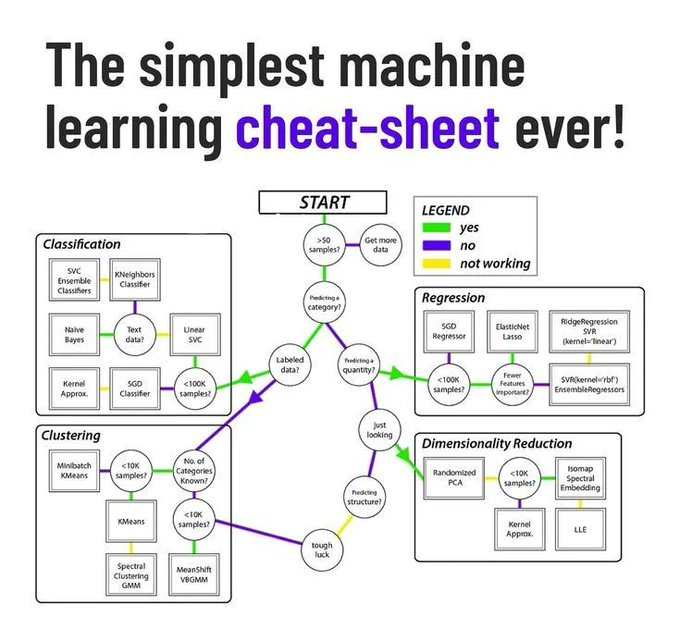 The simplest machine
learning cheat-sheet ever!
START
>50
samples?
Get more
data
LEGEND
yes
no
not working
Predicting a
category?
Labeled
data?
Predicting a
quantity?
Just
looking
Predicting
structure?
tough
luck
Classification
SVC
Ensemble
Classifiers
KNeighbors
Classifier
Naive
Bayes
Text
data?
Linear
SVC
Kernel
Approx.
SGD
Classifier
<100K
samples?
Regression
SGD
Regressor
ElasticNet
Lasso
RidgeRegression
SVR
(kernel='linear')
<100K
samples?
Fewer
Features
Important?
SVR(kernel='rbf')
EnsembleRegressors
Clustering
Minibatch
KMeans
<10K
samples?
No. of
Categories
Known?
KMeans
<10K
samples?
Spectral
Clustering
GMM
MeanShift
VBGMM
Dimensionality Reduction
Randomized
PCA
<10K
samples?
Isomap
Spectral
Embedding
Kernel
Approx.
LLE